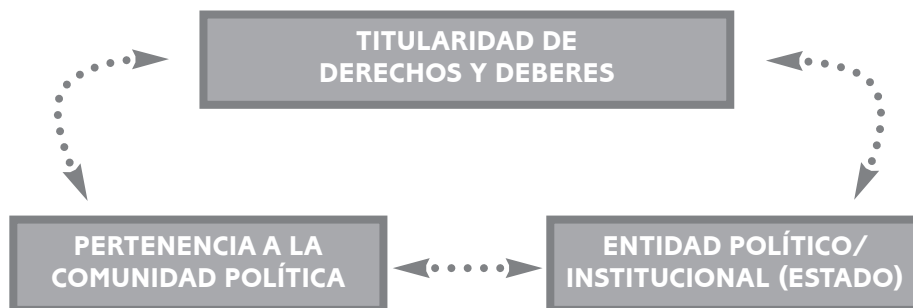 TITULARIDAD DE
DERECHOS Y DEBERES
PERTENENCIA A LA
COMUNIDAD POLÍTICA
ENTIDAD POLÍTICO/
INSTITUCIONAL (ESTADO)